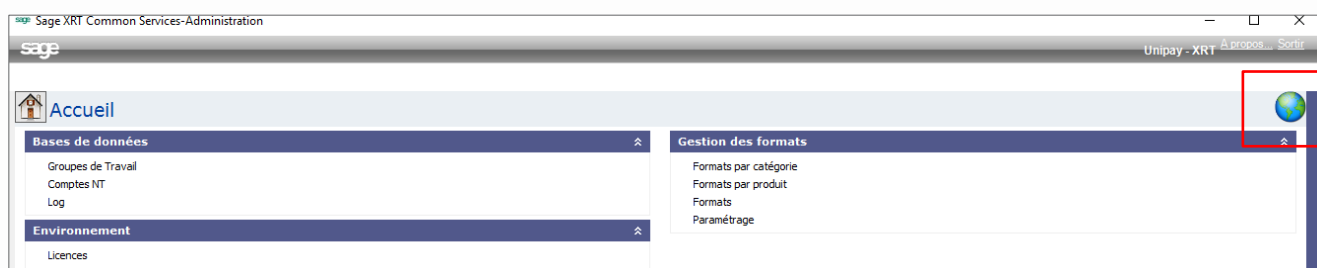 sage Sage XRT Common Services-Administration
sage
Unipay - XRT A propos... Sortir
Accueil
Bases de données
Groupes de Travail
Comptes NT
Log
Environnement
Licences
Gestion des formats
Formats par catégorie
Formats par produit
Formats
Paramétrage